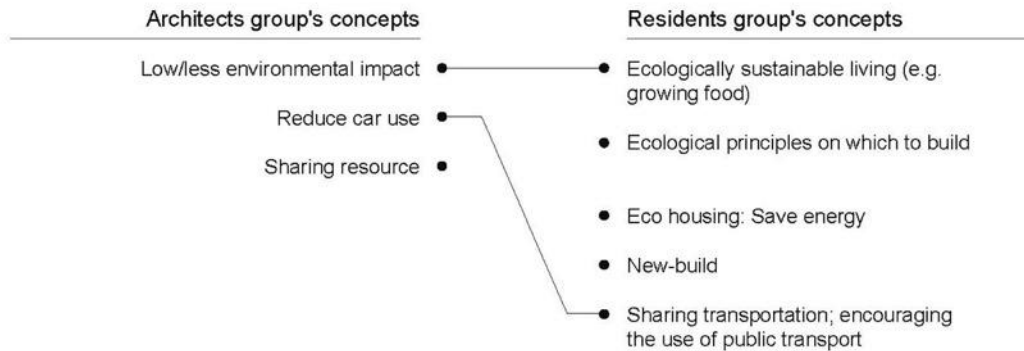 Architects group's concepts
Low/less environmental impact
Reduce car use
Sharing resource
Residents group's concepts
Ecologically sustainable living (e.g.
growing food)
Ecological principles on which to build
Eco housing: Save energy
New-build
Sharing transportation; encouraging
the use of public transport